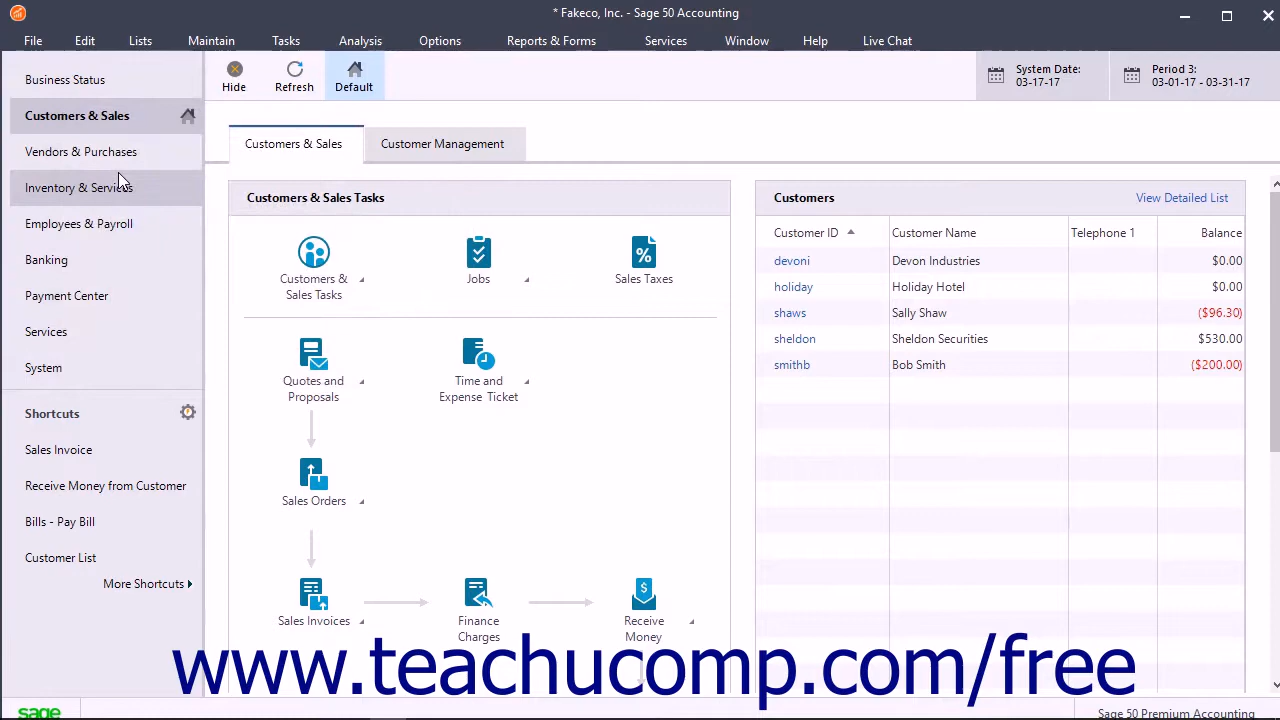 * Fakeco, Inc. - Sage 50 Accounting
File Edit Lists Maintain Tasks Analysis Options Reports & Forms Services Window Help Live Chat
Business Status
Customers & Sales
Vendors & Purchases
Inventory & Services
Employees & Payroll
Banking
Payment Center
Services
System
Shortcuts
Sales Invoice
Receive Money from Customer
Bills - Pay Bill
Customer List
More Shortcuts
Hide Refresh Default
System Date:
03-17-17
Period 3:
03-01-17 - 03-31-17
Customers & Sales Customer Management
Customers & Sales Tasks
Customers &
Sales Tasks
Jobs
Sales Taxes
Quotes and
Proposals
Time and
Expense Ticket
Sales Orders
Sales Invoices
Finance
Charges
Receive
Money
Customers View Detailed List
Customer ID Customer Name Telephone 1 Balance
devoni Devon Industries $0.00
holiday Holiday Hotel $0.00
shaws Sally Shaw ($96.30)
sheldon Sheldon Securities $530.00
smithb Bob Smith ($200.00)
www.teachucomp.com/free
sage
Sage 50 Premium Accounting